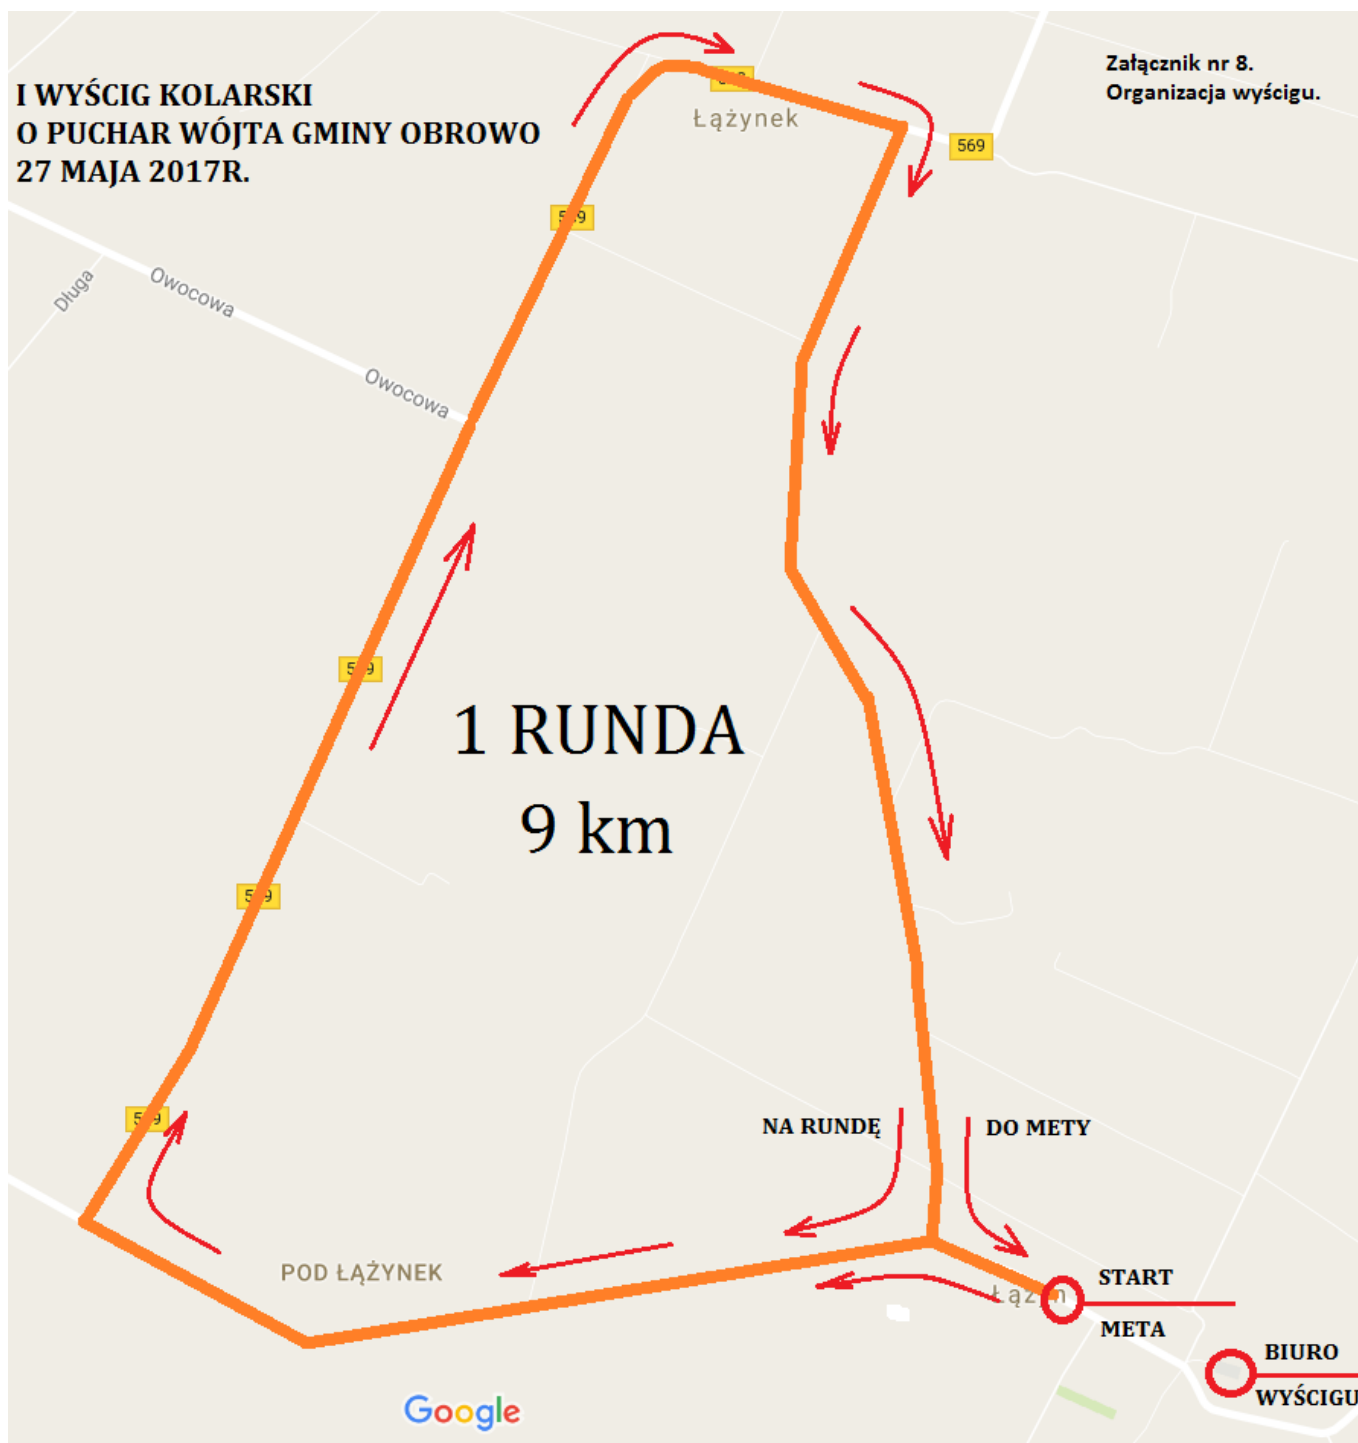 Załącznik nr 8.
Organizacja wyścigu.
I WYŚCIG KOLARSKI
O PUCHAR WÓJTA GMINY OBROWO
27 MAJA 2017R.
Łążynek
569
Długa
Owocowa
Owocowa
1 RUNDA
9 km
NA RUNDĘ
DO METY
POD ŁĄŻYNEK
START
META
BIURO
WYŚCIGU
Google